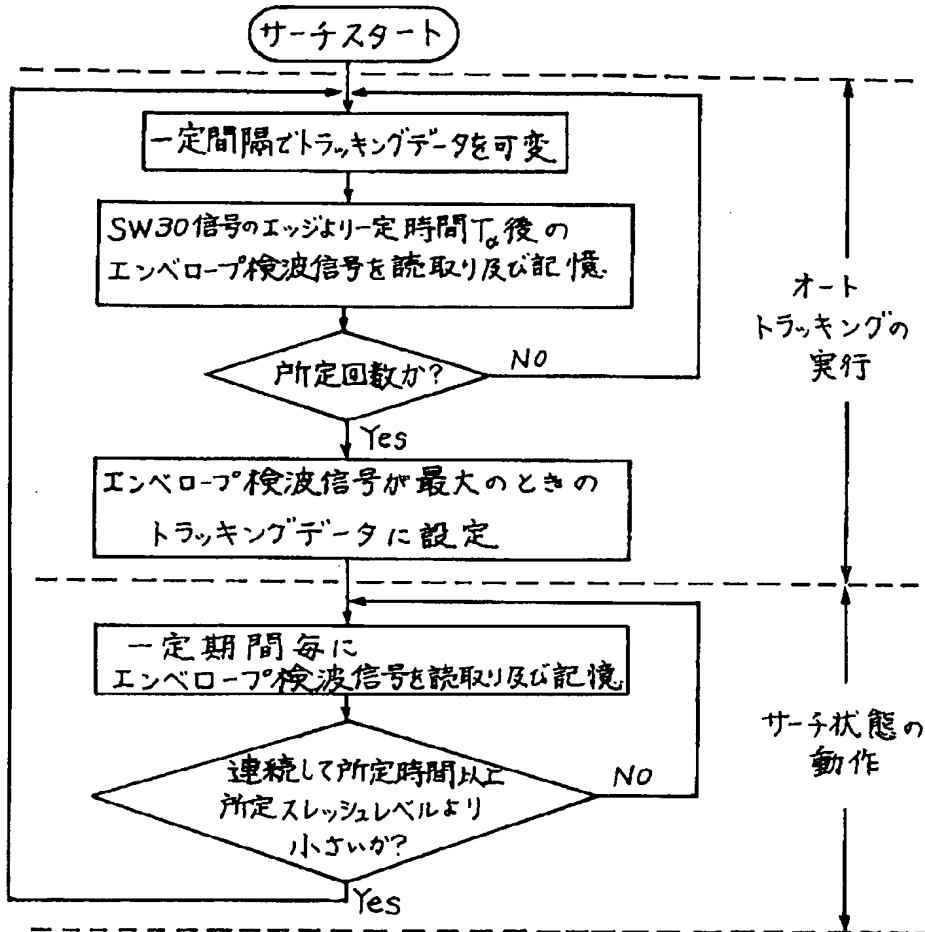 サーチスタート
一定間隔でトラッキングデータを可変
SW30信号のエッジより一定時間Tα後の
エンベロープ検波信号を読取り及び記憶.
所定回数か?
NO
Yes
エンベロープ検波信号が最大のときの
トラッキングデータに設定
オート
トラッキングの
実行
一定期間毎に
エンベロープ検波信号を読取り及び記憶.
連続して所定時間以上
所定スレッシュレベルより
小さいか?
NO
Yes
サーチ状態の
動作